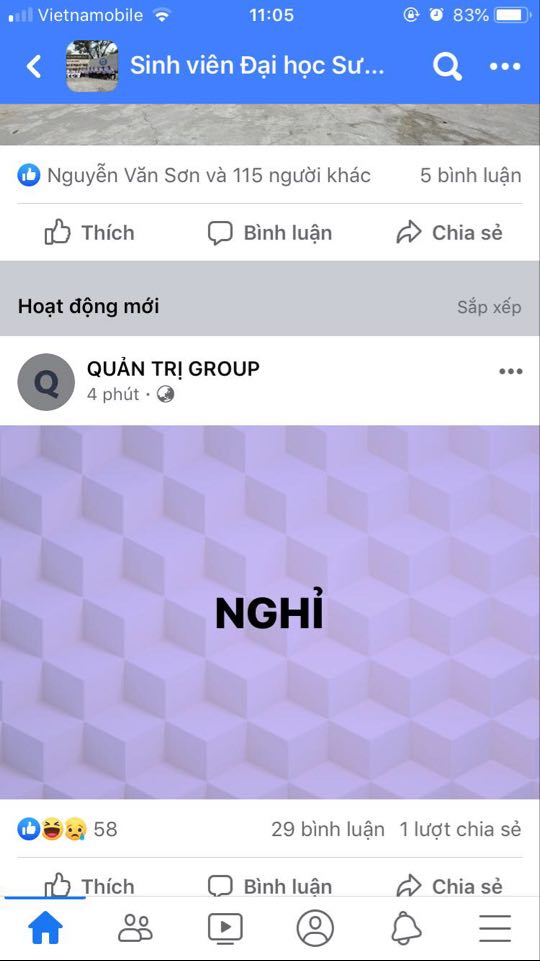 Vietnamobile 11:05 83%
Sinh viên Đại học Sư...
Nguyễn Văn Sơn và 115 người khác 5 bình luận
Thích Bình luận Chia sẻ
Hoạt động mới Sắp xếp
Q QUẢN TRỊ GROUP
4 phút ·
NGHỈ
58 29 bình luận 1 lượt chia sẻ
Thích Bình luận Chia sẻ